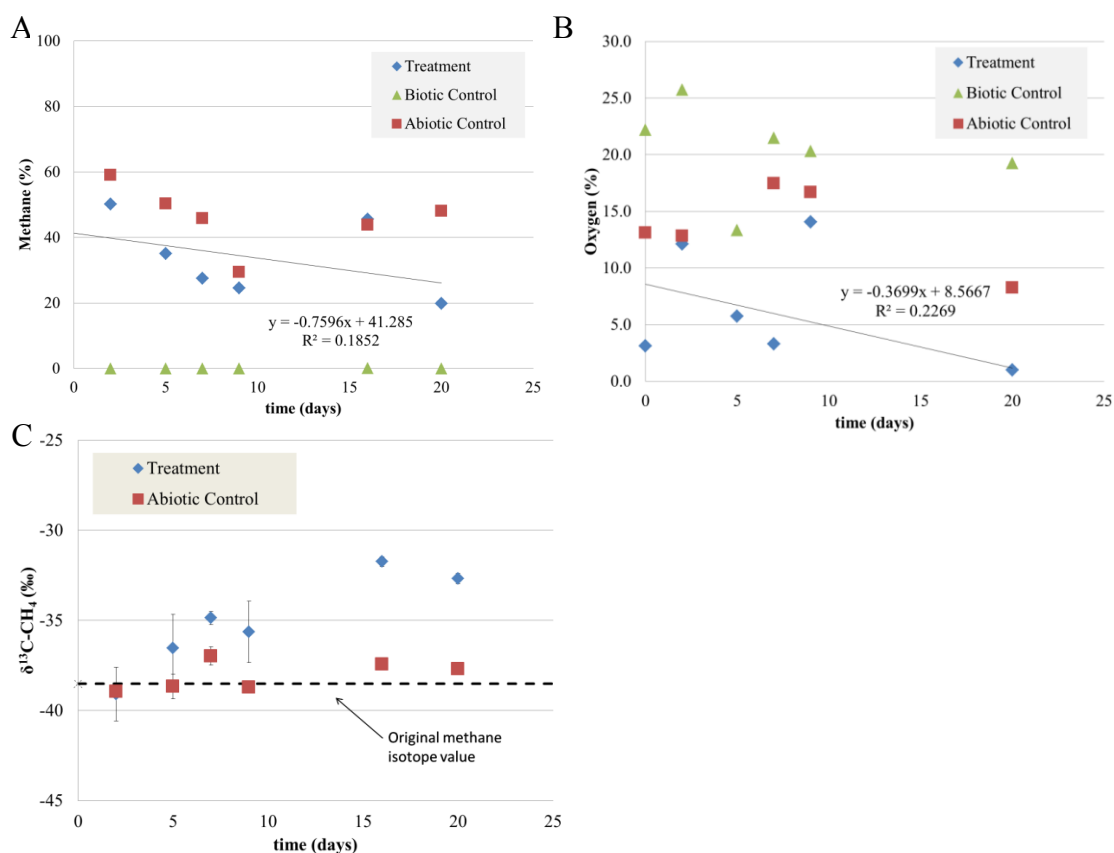 A
100
80
60
40
20
0
Methane (%)
Treatment
Biotic Control
Abiotic Control
y = -0.7596x + 41.285
R² = 0.1852
0 5 10 15 20 25
time (days)
B
30.0
25.0
20.0
15.0
10.0
5.0
0.0
Oxygen (%)
Treatment
Biotic Control
Abiotic Control
y = -0.3699x + 8.5667
R² = 0.2269
0 5 10 15 20 25
time (days)
C
-25
-30
-35
-40
-45
δ¹³C-CH₄ (‰)
Treatment
Abiotic Control
Original methane
isotope value
0 5 10 15 20 25
time (days)